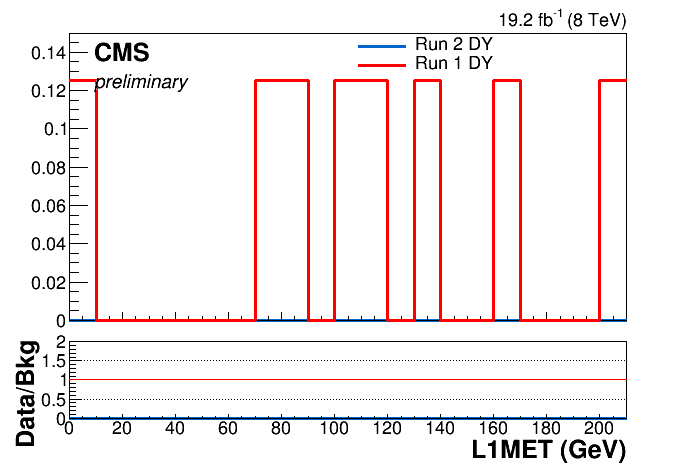 19.2 fb-1 (8 TeV)
CMS
preliminary
Run 2 DY
Run 1 DY
0.14
0.12
0.1
0.08
0.06
0.04
0.02
0
Data/Bkg
2
1.5
1
0.5
0
0 20 40 60 80 100 120 140 160 180 200
L1MET (GeV)